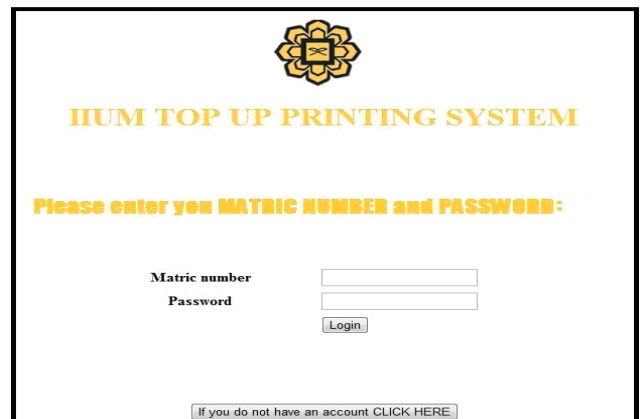 IIUM TOP UP PRINTING SYSTEM
Please enter you MATRIC NUMBER and PASSWORD:
Matric number
Password
Login
If you do not have an account CLICK HERE